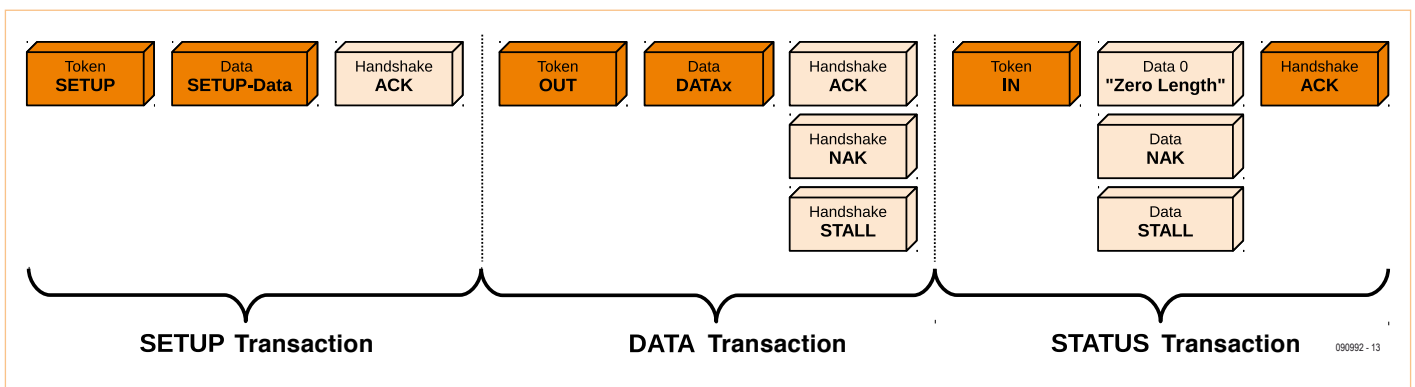 Token
SETUP
Data
SETUP-Data
Handshake
ACK
Token
OUT
Data
DATAx
Handshake
ACK
Handshake
NAK
Handshake
STALL
Token
IN
Data 0
"Zero Length"
Data
NAK
Data
STALL
Handshake
ACK
SETUP Transaction
DATA Transaction
STATUS Transaction
090992 - 13